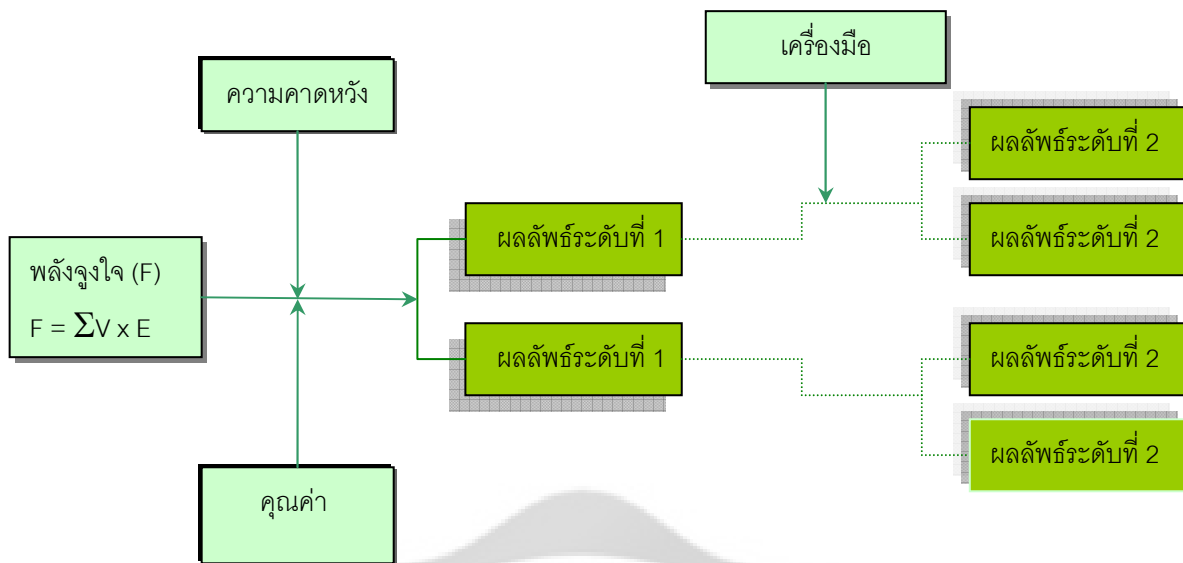 เครื่องมือ
ความคาดหวัง
ผลลัพธ์ระดับที่ 2
ผลลัพธ์ระดับที่ 1
ผลลัพธ์ระดับที่ 2
พลังจูงใจ (F)
F = ΣV x E
ผลลัพธ์ระดับที่ 1
ผลลัพธ์ระดับที่ 2
ผลลัพธ์ระดับที่ 2
คุณค่า